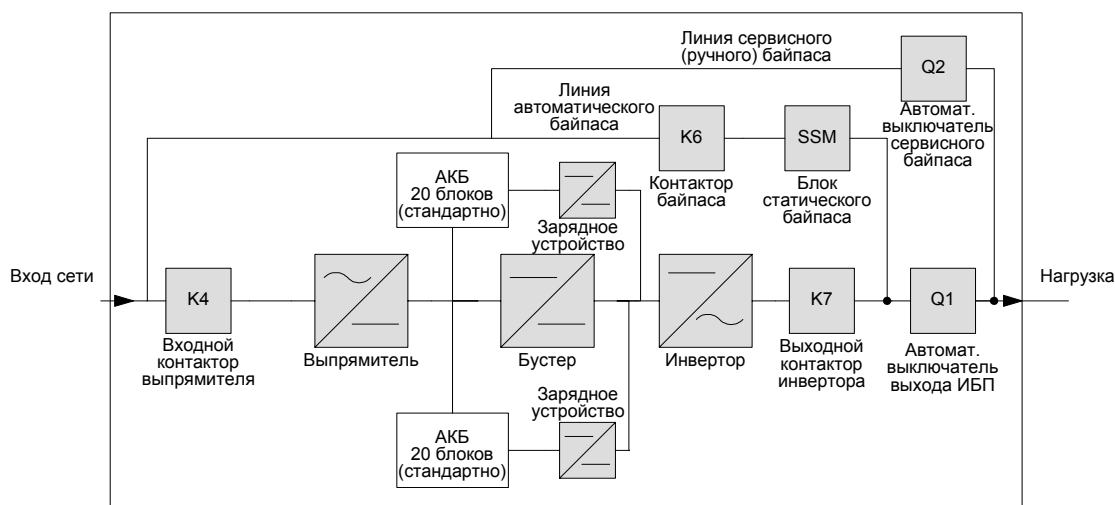 Линия сервисного
(ручного) байпаса
Q2
Автомат.
выключатель
сервисного
байпаса
Линия
автоматического
байпаса
K6
Контактор
байпаса
SSM
Блок
статического
байпаса
АКБ
20 блоков
(стандартно)
Зарядное
устройство
Вход сети
K4
Входной
контактор
выпрямителя
Выпрямитель
Бустер
Инвертор
K7
Выходной
контактор
инвертора
Q1
Автомат.
выключатель
выхода ИБП
Нагрузка
Зарядное
устройство
АКБ
20 блоков
(стандартно)